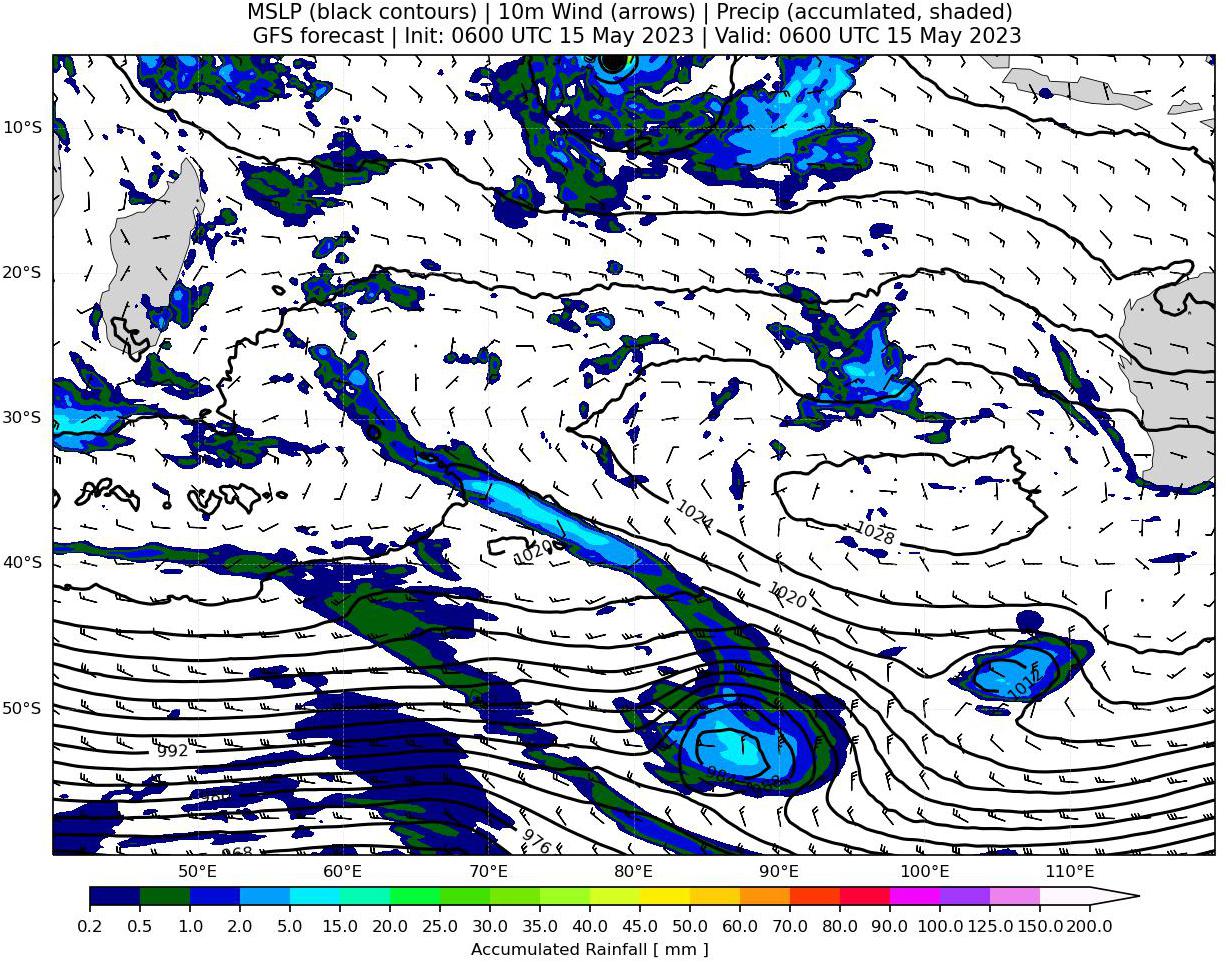 MSLP (black contours) | 10m Wind (arrows) | Precip (accumlated, shaded)
GFS forecast | Init: 0600 UTC 15 May 2023 | Valid: 0600 UTC 15 May 2023
10°S
20°S
30°S
1024
1028
1020
40°S
1020
1012
50°S
992
984
976
50°E 60°E 70°E 80°E 90°E 100°E 110°E
0.2 0.5 1.0 2.0 5.0 15.0 20.0 25.0 30.0 35.0 40.0 45.0 50.0 60.0 70.0 80.0 90.0 100.0 125.0 150.0 200.0
Accumulated Rainfall [ mm ]